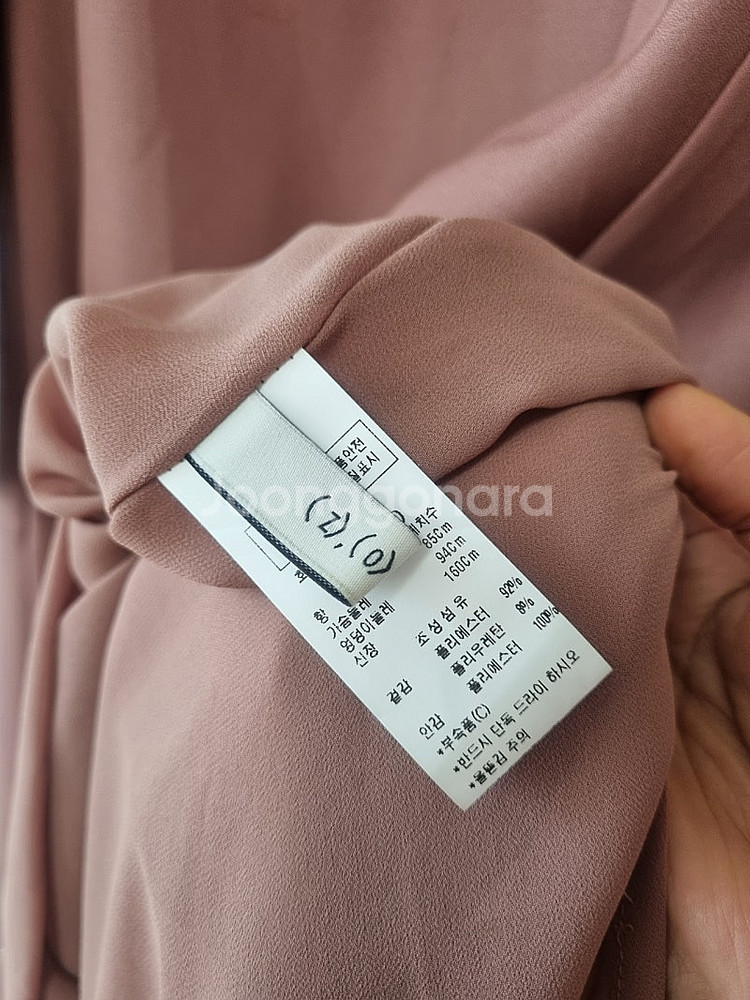 품안전
질표시
Joonggonara
치수
가슴둘레 85Cm
엉덩이둘레 94Cm
신장 160Cm
조성섬유
겉감 폴리에스터 92%
폴리우레탄 8%
안감 폴리에스터 100%
*부속품(C)
*반드시 단독 드라이 하시오
*올뜯김 주의